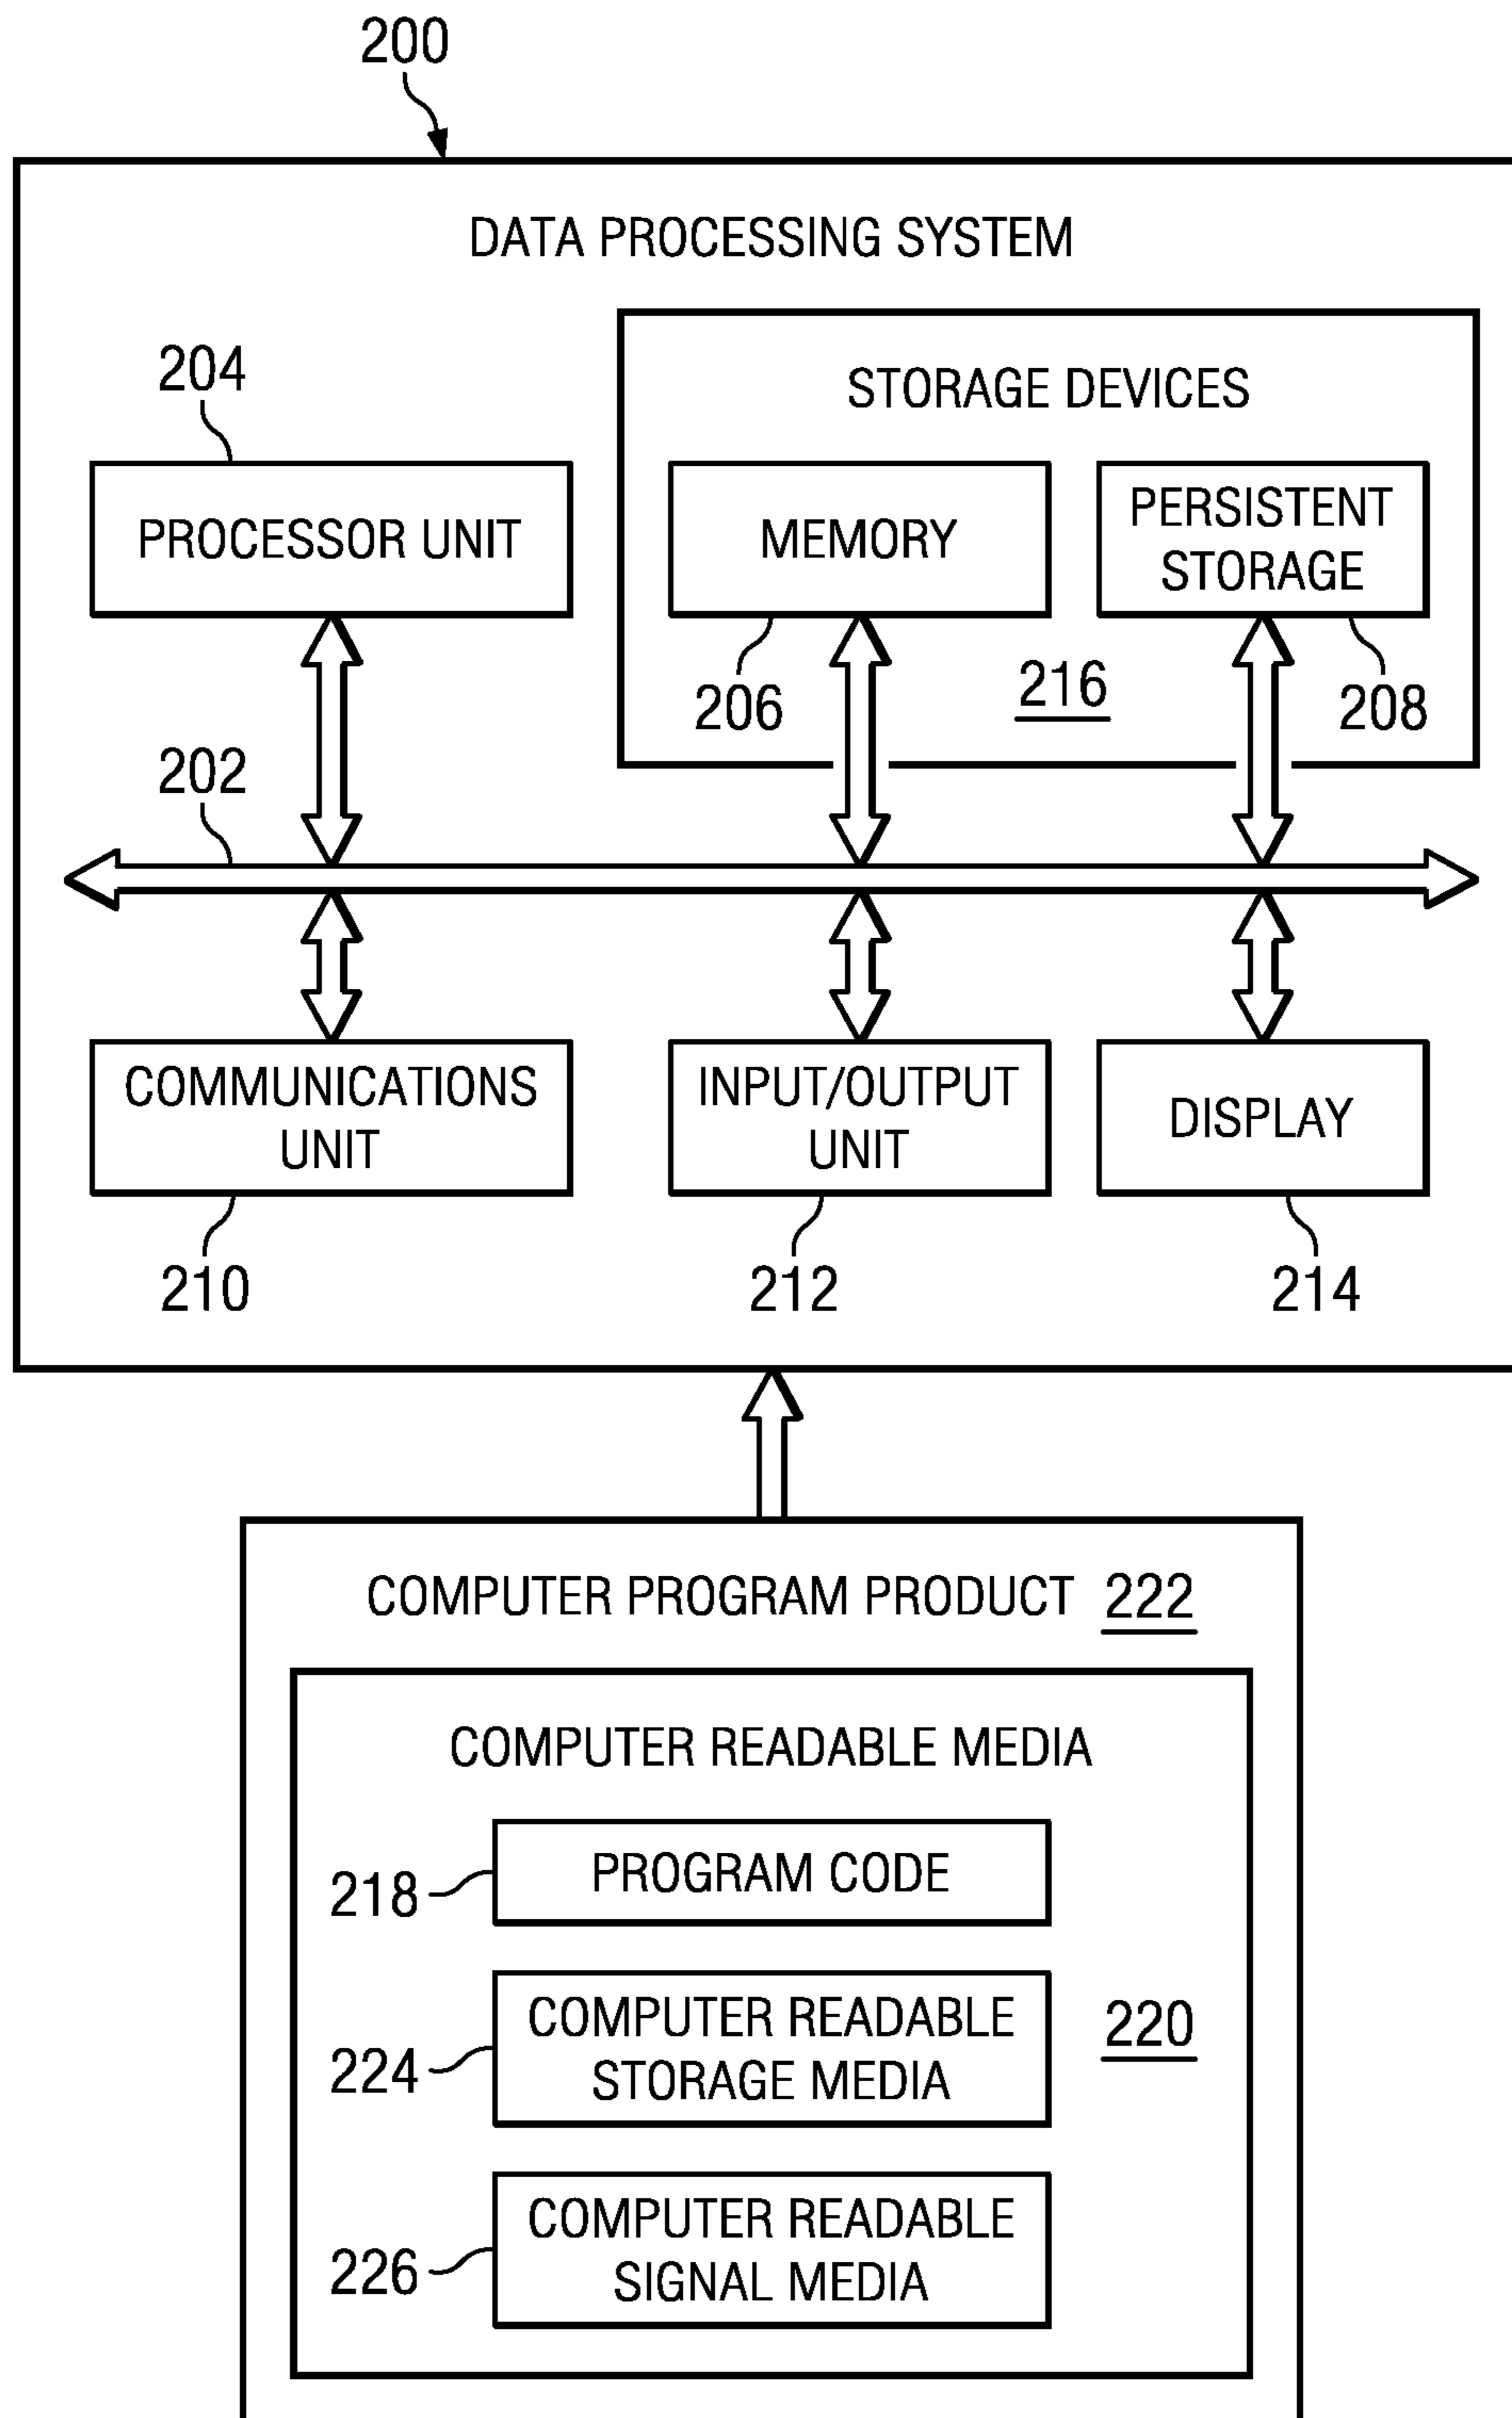 200
DATA PROCESSING SYSTEM
204
STORAGE DEVICES
PROCESSOR UNIT
MEMORY
PERSISTENT
STORAGE
206
216
208
202
COMMUNICATIONS
UNIT
INPUT/OUTPUT
UNIT
DISPLAY
210
212
214
COMPUTER PROGRAM PRODUCT 222
COMPUTER READABLE MEDIA
218
PROGRAM CODE
224
COMPUTER READABLE
STORAGE MEDIA
220
226
COMPUTER READABLE
SIGNAL MEDIA